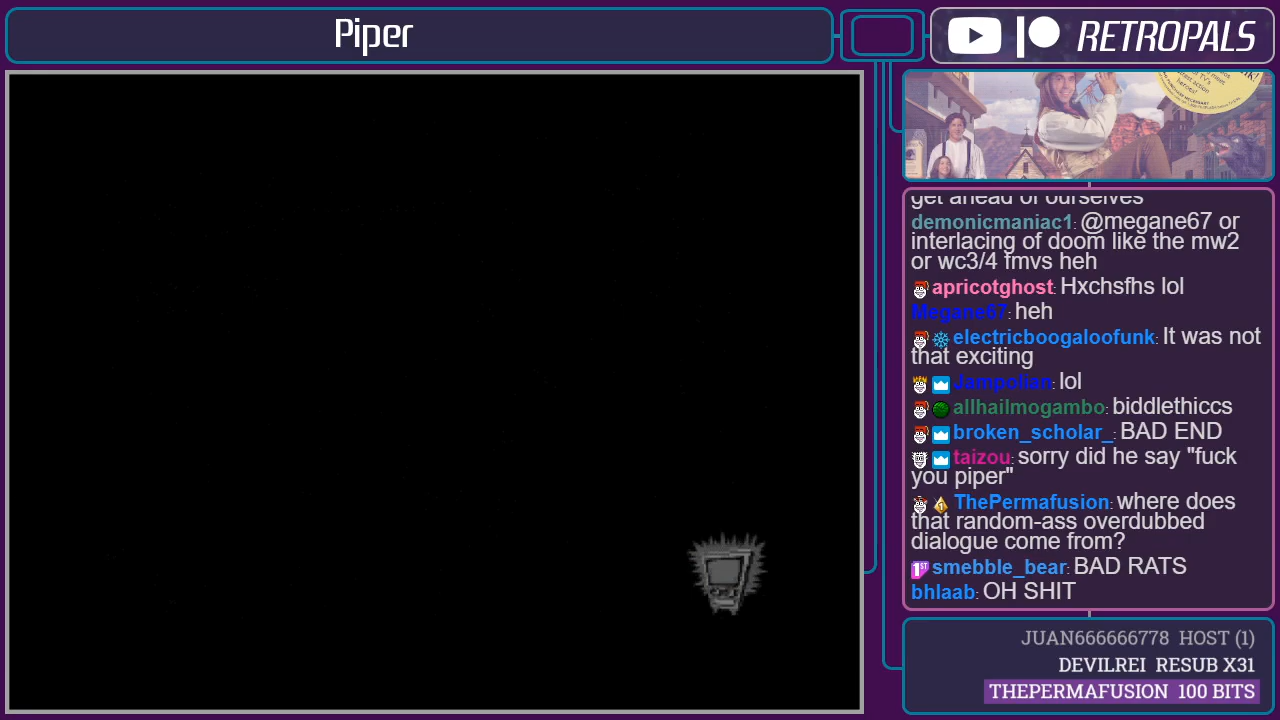 Piper
RETROPALS
get ahead of ourselves
demonicmaniac1: @megane67 or
interlacing of doom like the mw2
or wc3/4 fmvs heh
apricotghost: Hxchsfhs lol
Megane67: heh
electricboogaloofunk: It was not
that exciting
Jampolian: lol
allhailmogambo: biddlethiccs
broken_scholar_: BAD END
taizou: sorry did he say "fuck
you piper"
ThePermafusion: where does
that random-ass overdubbed
dialogue come from?
smebble_bear: BAD RATS
bhlaab: OH SHIT
JUAN666666778 HOST (1)
DEVILREI RESUB X31
THEPERMAFUSION 100 BITS